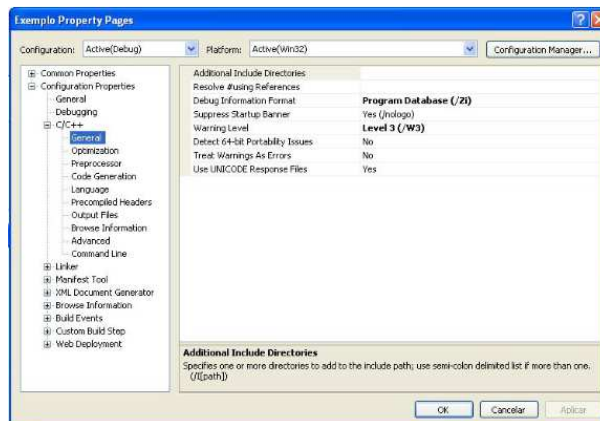 Exemplo Property Pages
Configuration: Active(Debug) Platform: Active(Win32) Configuration Manager...
Common Properties
Configuration Properties
General
Debugging
C/C++
General
Optimization
Preprocessor
Code Generation
Language
Precompiled Headers
Output Files
Browse Information
Advanced
Command Line
Linker
Manifest Tool
XML Document Generator
Browse Information
Build Events
Custom Build Step
Web Deployment
Additional Include Directories
Resolve #using References
Debug Information Format Program Database (/Zi)
Suppress Startup Banner Yes (/nologo)
Warning Level Level 3 (/W3)
Detect 64-bit Portability Issues No
Treat Warnings As Errors No
Use UNICODE Response Files Yes
Additional Include Directories
Specifies one or more directories to add to the include path; use semi-colon delimited list if more than one.
(/I[path])
OK Cancelar Aplicar